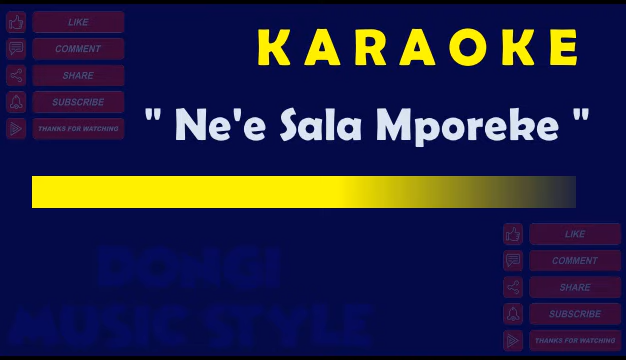 LIKE
COMMENT
SHARE
SUBSCRIBE
THANKS FOR WATCHING
KARAOKE
" Ne'e Sala Mporeke "
DONGI
MUSIC STYLE
LIKE
COMMENT
SHARE
SUBSCRIBE
THANKS FOR WATCHING